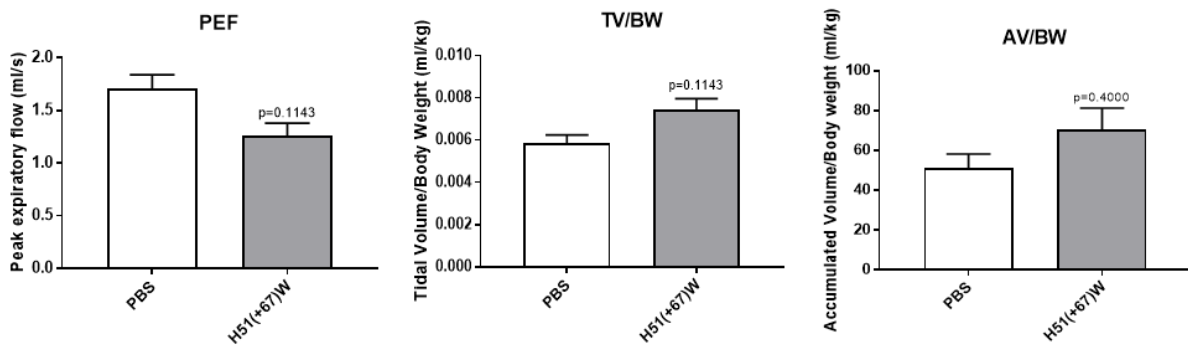 PEF
Peak expiratory flow (ml/s)
2.0
1.5
1.0
0.5
0.0
p=0.1143
PBS
H51(+67)W
TV/BW
Tidal Volume/Body Weight (ml/kg)
0.010
0.008
0.006
0.004
0.002
0.000
p=0.1143
PBS
H51(+67)W
AV/BW
Accumulated Volume/Body weight (ml/kg)
100
80
60
40
20
0
p=0.4000
PBS
H51(+67)W